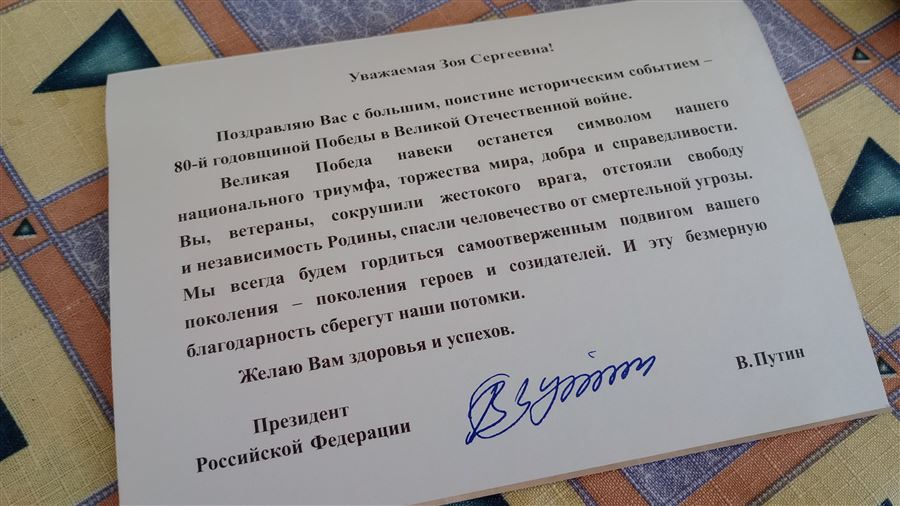 Уважаемая Зоя Сергеевна!
Поздравляю Вас с большим, поистине историческим событием –
80-й годовщиной Победы в Великой Отечественной войне.
Великая Победа навеки останется символом нашего
национального триумфа, торжества мира, добра и справедливости.
Вы, ветераны, сокрушили жестокого врага, отстояли свободу
и независимость Родины, спасли человечество от смертельной угрозы.
Мы всегда будем гордиться самоотверженным подвигом вашего
поколения – поколения героев и созидателей. И эту безмерную
благодарность сберегут наши потомки.
Желаю Вам здоровья и успехов.
Президент
Российской Федерации
В.Путин